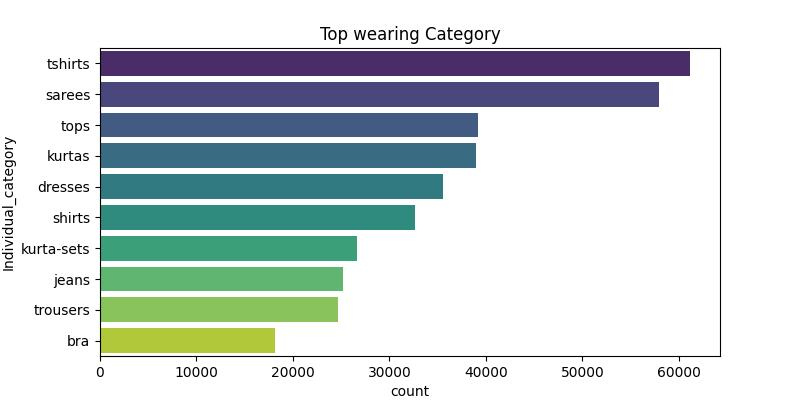 Top wearing Category
Individual_category
tshirts
sarees
tops
kurtas
dresses
shirts
kurta-sets
jeans
trousers
bra
0 10000 20000 30000 40000 50000 60000
count